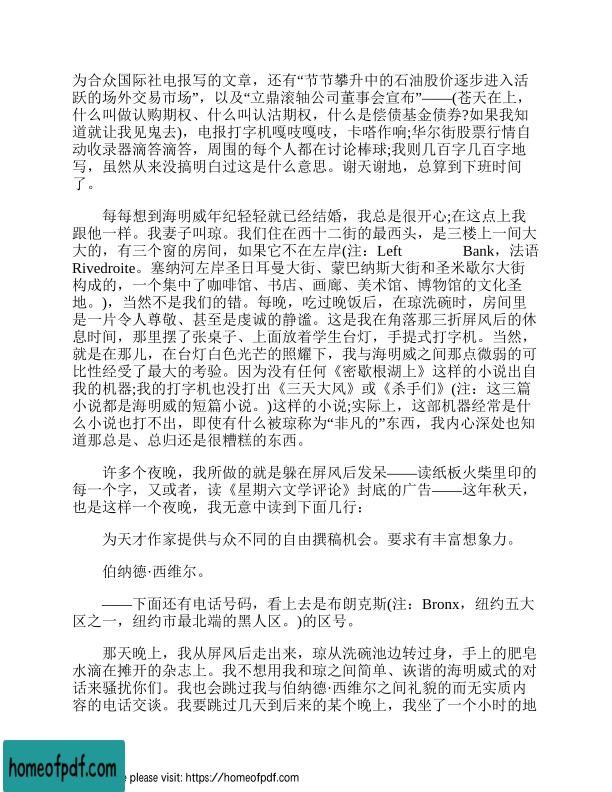 为合众国际社电报写的文章，还有“节节攀升中的石油股价逐步进入活
跃的场外交易市场”，以及“立鼎滚轴公司董事会宣布”——(苍天在上，
什么叫做认购期权、什么叫认沽期权，什么是偿债基金债券?如果我知
道就让我见鬼去)，电报打字机嘎吱嘎吱，卡嗒作响;华尔街股票行情自
动收录器滴答滴答，周围的每个人都在讨论棒球;我则几百字几百字地
写，虽然从来没搞明白过这是什么意思。谢天谢地，总算到下班时间
了。
每每想到海明威年纪轻轻就已经结婚，我总是很开心;在这点上我
跟他一样。我妻子叫琼。我们住在西十二街的最西头，是三楼上一间大
大的，有三个窗的房间，如果它不在左岸(注：Left Bank，法语
Rivedroite。塞纳河左岸圣日耳曼大街、蒙巴纳斯大街和圣米歇尔大街
构成的，一个集中了咖啡馆、书店、画廊、美术馆、博物馆的文化圣
地。)，当然不是我们的错。每晚，吃过晚饭后，在琼洗碗时，房间里
是一片令人尊敬、甚至是虔诚的静谧。这是我在角落那三折屏风后的休
息时间，那里摆了张桌子、上面放着学生台灯，手提式打字机。当然，
就是在那儿，在台灯白色光芒的照耀下，我与海明威之间那点微弱的可
比性经受了最大的考验。因为没有任何《密歇根湖上》这样的小说出自
我的机器;我的打字机也没打出《三天大风》或《杀手们》(注：这三篇
小说都是海明威的短篇小说。)这样的小说;实际上，这部机器经常是什
么小说也打不出，即使有什么被琼称为“非凡的”东西，我内心深处也知
道那总是、总归还是很糟糕的东西。
许多个夜晚，我所做的就是躲在屏风后发呆——读纸板火柴里印的
每一个字，又或者，读《星期六文学评论》封底的广告——这年秋天，
也是这样一个夜晚，我无意中读到下面几行：
为天才作家提供与众不同的自由撰稿机会。要求有丰富想象力。
伯纳德·西维尔。
——下面还有电话号码，看上去是布朗克斯(注：Bronx，纽约五大
区之一，纽约市最北端的黑人区。)的区号。
那天晚上，我从屏风后走出来，琼从洗碗池边转过身，手上的肥皂
水滴在摊开的杂志上。我不想用我和琼之间简单、诙谐的海明威式的对
话来骚扰你们。我也会跳过我与伯纳德·西维尔之间礼貌的而无实质内
容的电话交谈。我要跳过几天到后来的某个晚上，我坐了一个小时的地
homeofpdf.com
e please visit: https://homeofpdf.com